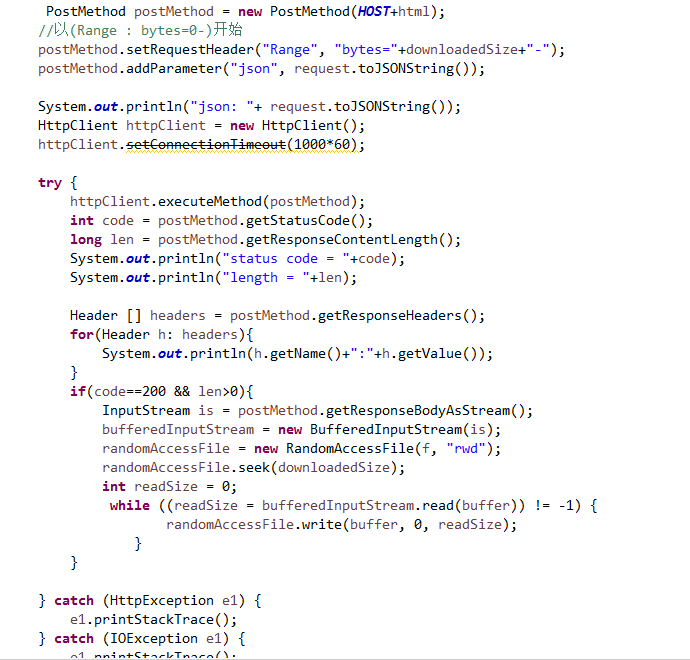 PostMethod postMethod = new PostMethod(HOST+html);
//以(Range : bytes=0-)开始
postMethod.setRequestHeader("Range", "bytes="+downloadedSize+"-");
postMethod.addParameter("json", request.toJSONString());
System.out.println("json: "+ request.toJSONString());
HttpClient httpClient = new HttpClient();
httpClient.setConnectionTimeout(1000*60);
try {
httpClient.executeMethod(postMethod);
int code = postMethod.getStatusCode();
long len = postMethod.getResponseContentLength();
System.out.println("status code = "+code);
System.out.println("length = "+len);
Header [] headers = postMethod.getResponseHeaders();
for(Header h: headers){
System.out.println(h.getName()+":"+h.getValue());
}
if(code==200 && len>0){
InputStream is = postMethod.getResponseBodyAsStream();
bufferedInputStream = new BufferedInputStream(is);
randomAccessFile = new RandomAccessFile(f, "rwd");
randomAccessFile.seek(downloadedSize);
int readSize = 0;
while ((readSize = bufferedInputStream.read(buffer)) != -1) {
randomAccessFile.write(buffer, 0, readSize);
}
}
} catch (HttpException e1) {
e1.printStackTrace();
} catch (IOException e1) {
e1.printStackTrace();